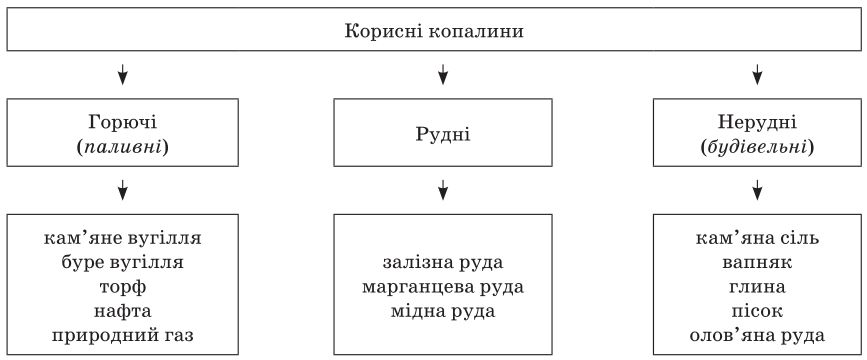 Корисні копалини
Горючі
(паливні)
Рудні
Нерудні
(будівельні)
кам’яне вугілля
буре вугілля
торф
нафта
природний газ
залізна руда
марганцева руда
мідна руда
кам’яна сіль
вапняк
глина
пісок
олов’яна руда